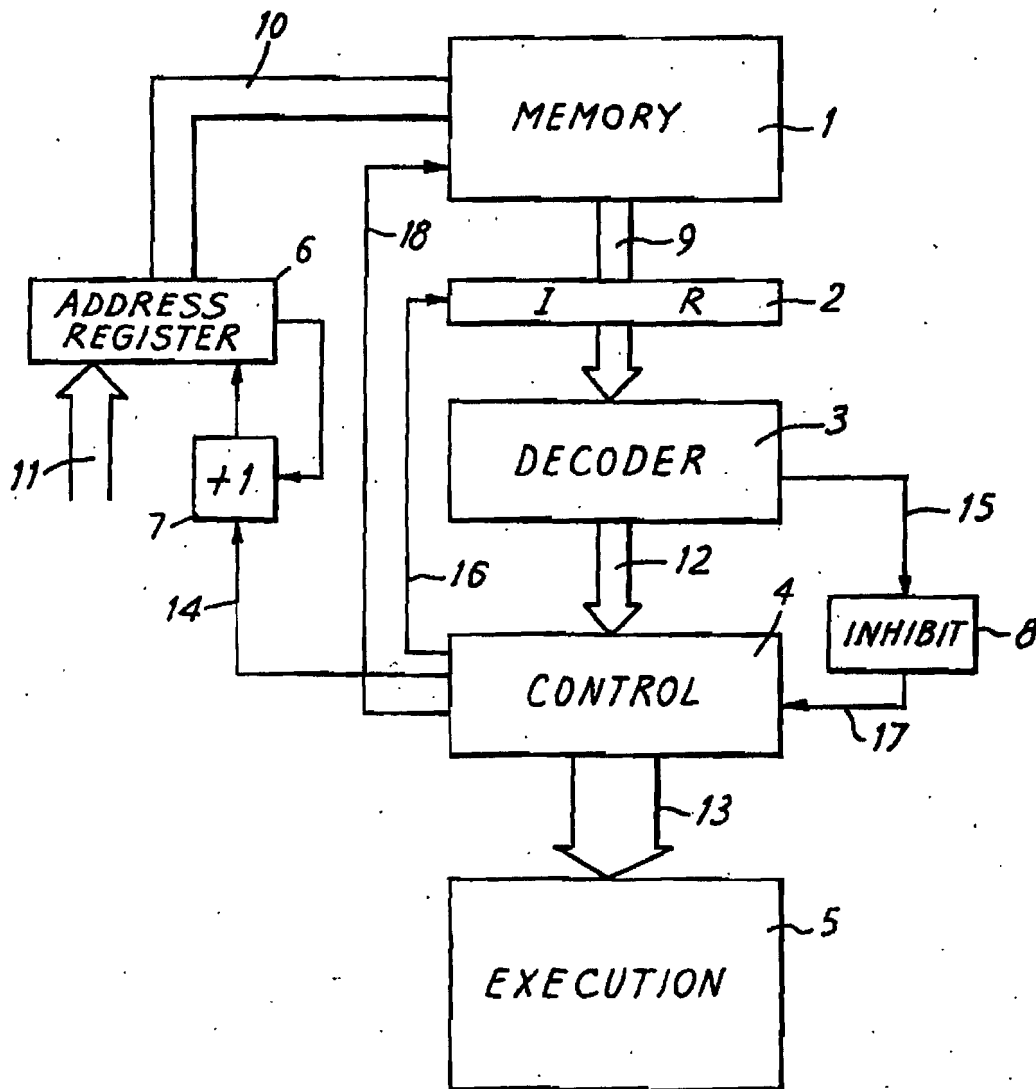 10
MEMORY
1
18
9
6
ADDRESS
REGISTER
I R
2
11
+1
7
DECODER
3
15
16
12
14
4
INHIBIT
8
CONTROL
17
13
5
EXECUTION